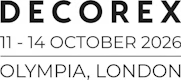 DECOREX
11 - 14 OCTOBER 2026
OLYMPIA, LONDON